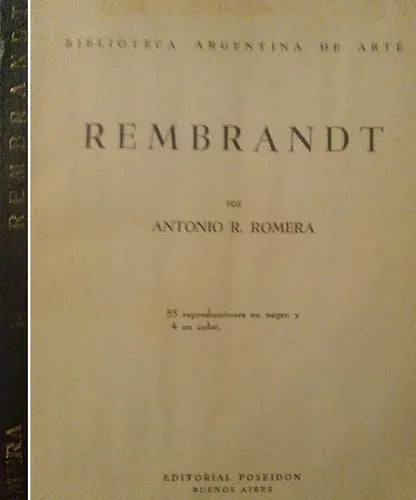 REMBRANDT
BIBLIOTECA ARGENTINA DE ARTE
REMBRANDT
POR
ANTONIO R. ROMERA
55 reproducciones en negro y
4 en color.
EDITORIAL POSEIDON
BUENOS AIRES